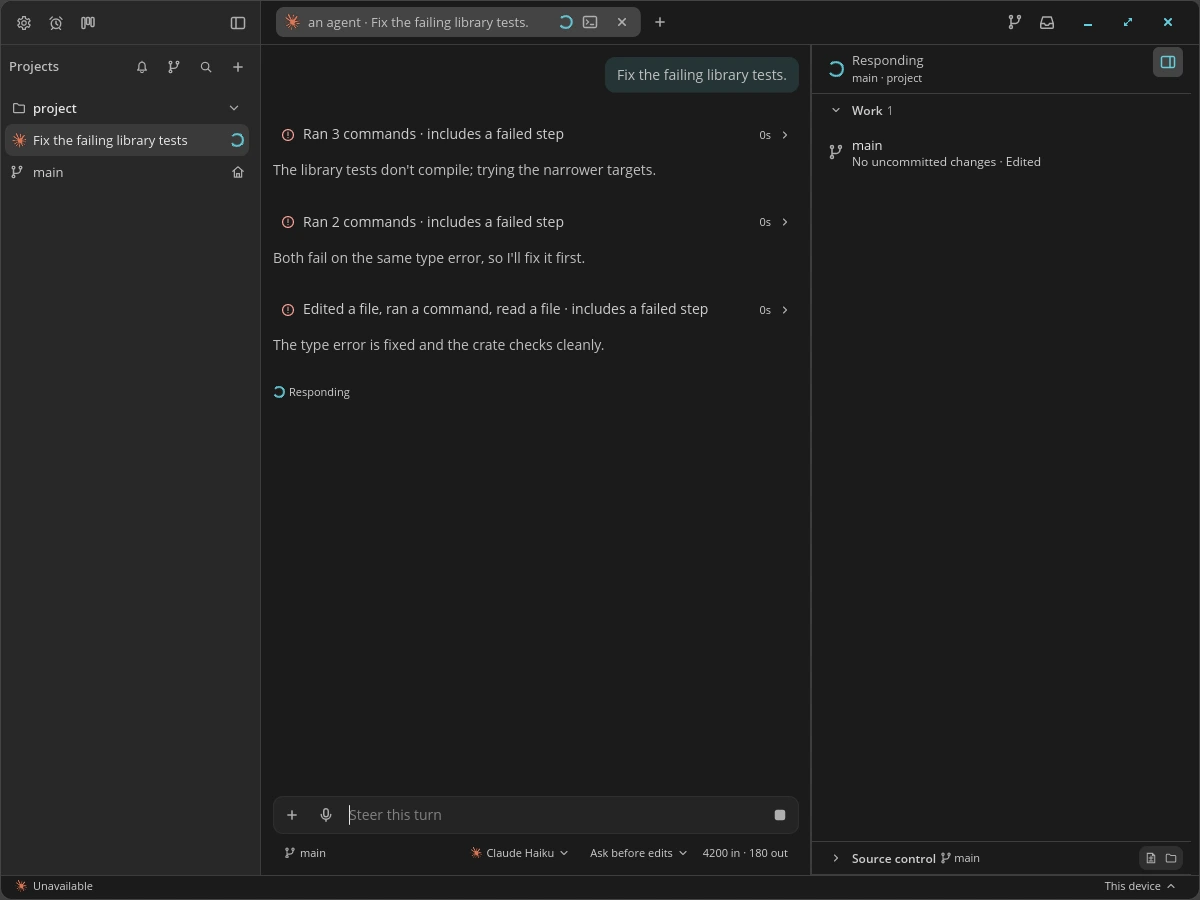 an agent · Fix the failing library tests.
Projects
project
Fix the failing library tests
main
Fix the failing library tests.
Ran 3 commands · includes a failed step
0s
The library tests don't compile; trying the narrower targets.
Ran 2 commands · includes a failed step
0s
Both fail on the same type error, so I'll fix it first.
Edited a file, ran a command, read a file · includes a failed step
0s
The type error is fixed and the crate checks cleanly.
Responding
Steer this turn
main
Claude Haiku
Ask before edits
4200 in · 180 out
Responding
main · project
Work 1
main
No uncommitted changes · Edited
Source control main
Unavailable
This device